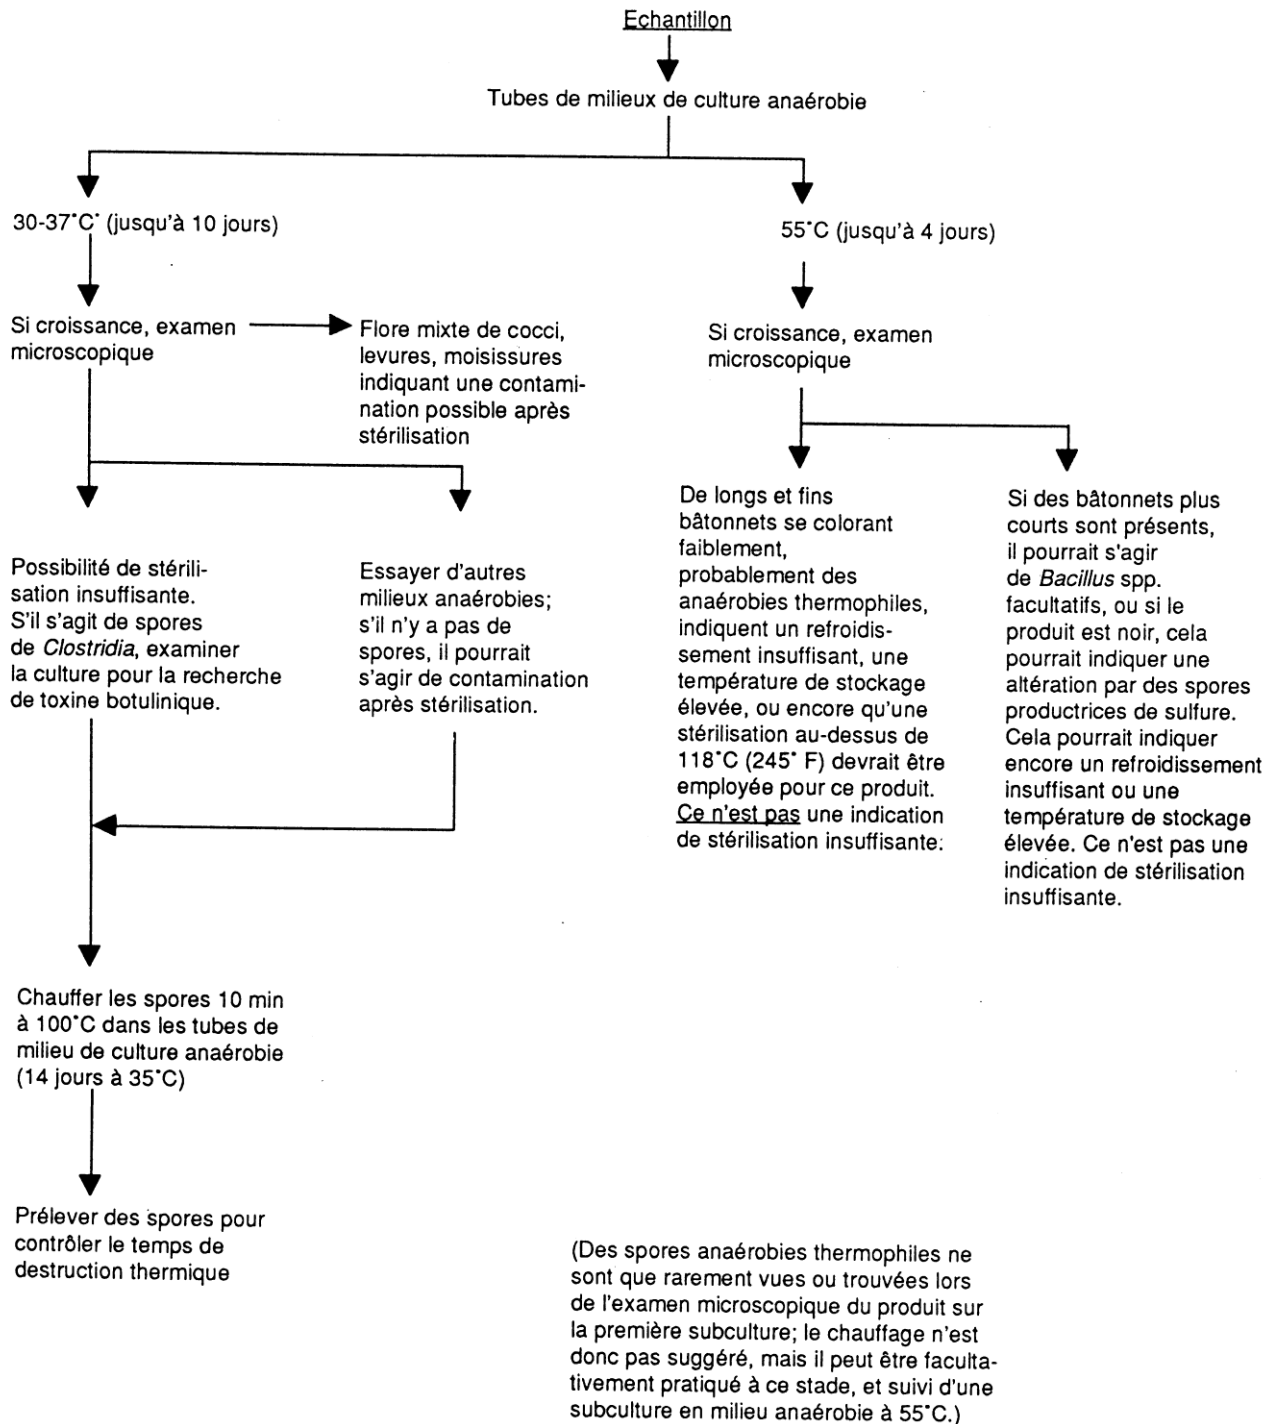 Echantillon
Tubes de milieux de culture anaérobie
30-37°C* (jusqu'à 10 jours)
55°C (jusqu'à 4 jours)
Si croissance, examen
microscopique
Flore mixte de cocci,
levures, moisissures
indiquant une contami-
nation possible après
stérilisation
Si croissance, examen
microscopique
Possibilité de stérili-
sation insuffisante.
S'il s'agit de spores
de Clostridia, examiner
la culture pour la recherche
de toxine botulinique.
Essayer d'autres
milieux anaérobies;
s'il n'y a pas de
spores, il pourrait
s'agir de contamination
après stérilisation.
De longs et fins
bâtonnets se colorant
faiblement,
probablement des
anaérobies thermophiles,
indiquent un refroidis-
sement insuffisant, une
température de stockage
élevée, ou encore qu'une
stérilisation au-dessus de
118°C (245° F) devrait être
employée pour ce produit.
Ce n'est pas une indication
de stérilisation insuffisante.
Si des bâtonnets plus
courts sont présents,
il pourrait s'agir
de Bacillus spp.
facultatifs, ou si le
produit est noir, cela
pourrait indiquer une
altération par des spores
productrices de sulfure.
Cela pourrait indiquer
encore un refroidissement
insuffisant ou une
température de stockage
élevée. Ce n'est pas une
indication de stérilisation
insuffisante.
Chauffer les spores 10 min
à 100°C dans les tubes de
milieu de culture anaérobie
(14 jours à 35°C)
Prélever des spores pour
contrôler le temps de
destruction thermique
(Des spores anaérobies thermophiles ne
sont que rarement vues ou trouvées lors
de l'examen microscopique du produit sur
la première subculture; le chauffage n'est
donc pas suggéré, mais il peut être faculta-
tivement pratiqué à ce stade, et suivi d'une
subculture en milieu anaérobie à 55°C.)